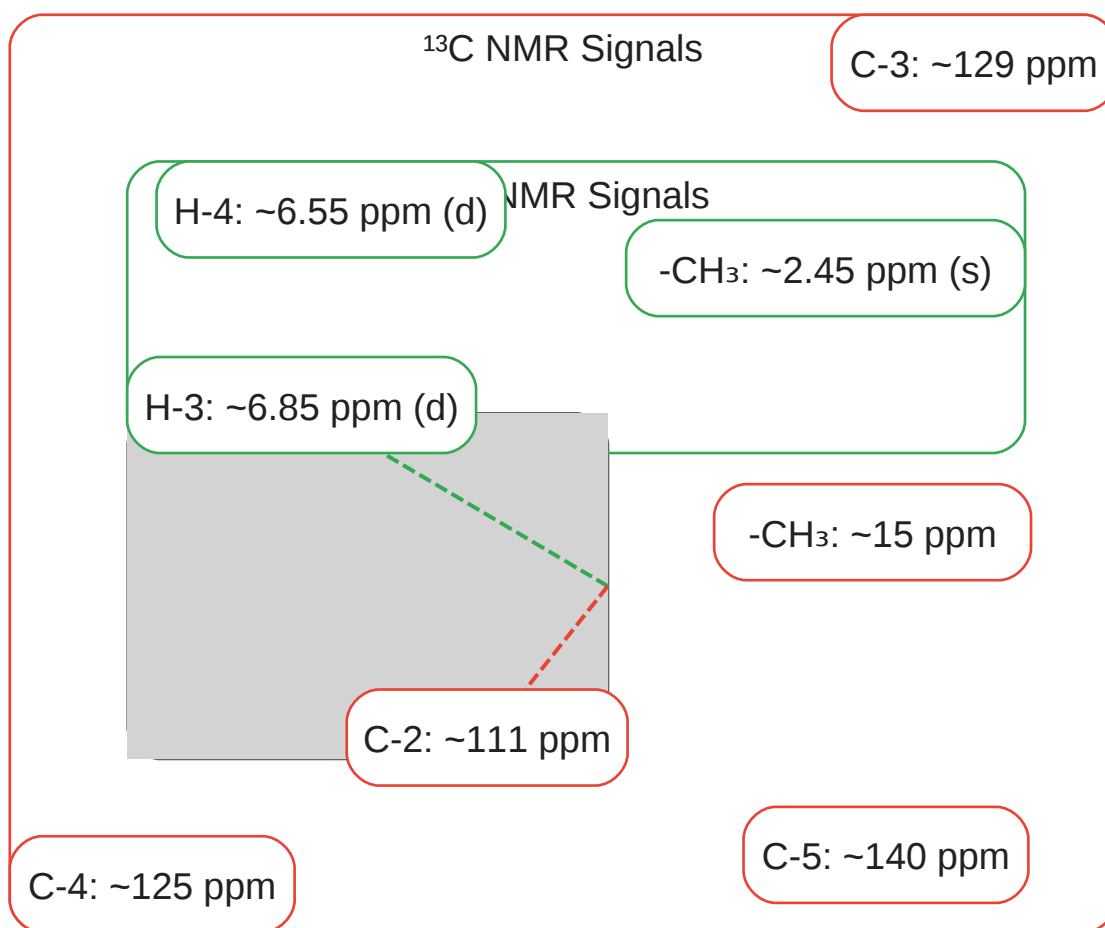 ¹³C NMR Signals
C-3: ~129 ppm
NMR Signals
H-4: ~6.55 ppm (d)
-CH₃: ~2.45 ppm (s)
H-3: ~6.85 ppm (d)
-CH₃: ~15 ppm
C-2: ~111 ppm
C-5: ~140 ppm
C-4: ~125 ppm